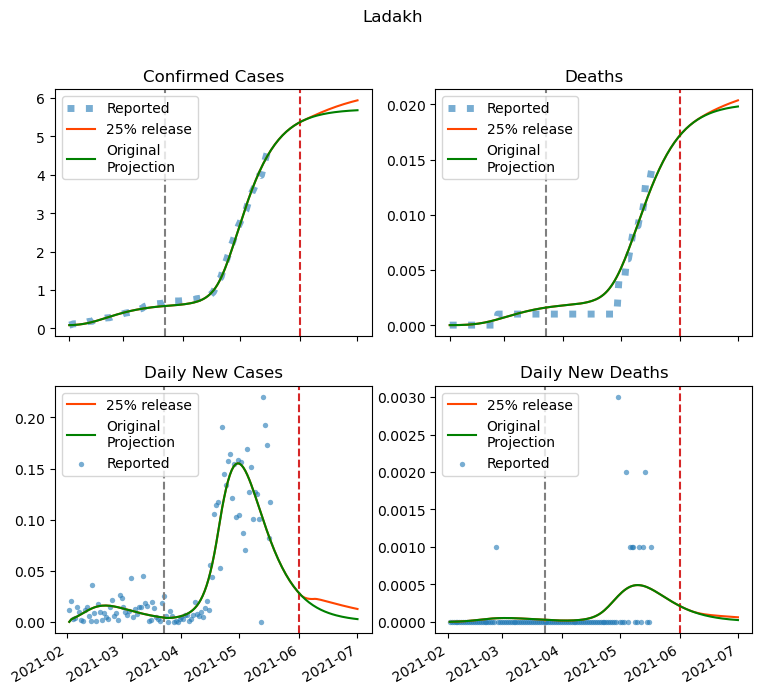 Ladakh
Confirmed Cases
6
5
4
3
2
1
0
Reported
25% release
Original
Projection
Deaths
0.020
0.015
0.010
0.005
0.000
Reported
25% release
Original
Projection
Daily New Cases
0.20
0.15
0.10
0.05
0.00
25% release
Original
Projection
Reported
2021-02
2021-03
2021-04
2021-05
2021-06
2021-07
Daily New Deaths
0.0030
0.0025
0.0020
0.0015
0.0010
0.0005
0.0000
25% release
Original
Projection
Reported
2021-02
2021-03
2021-04
2021-05
2021-06
2021-07